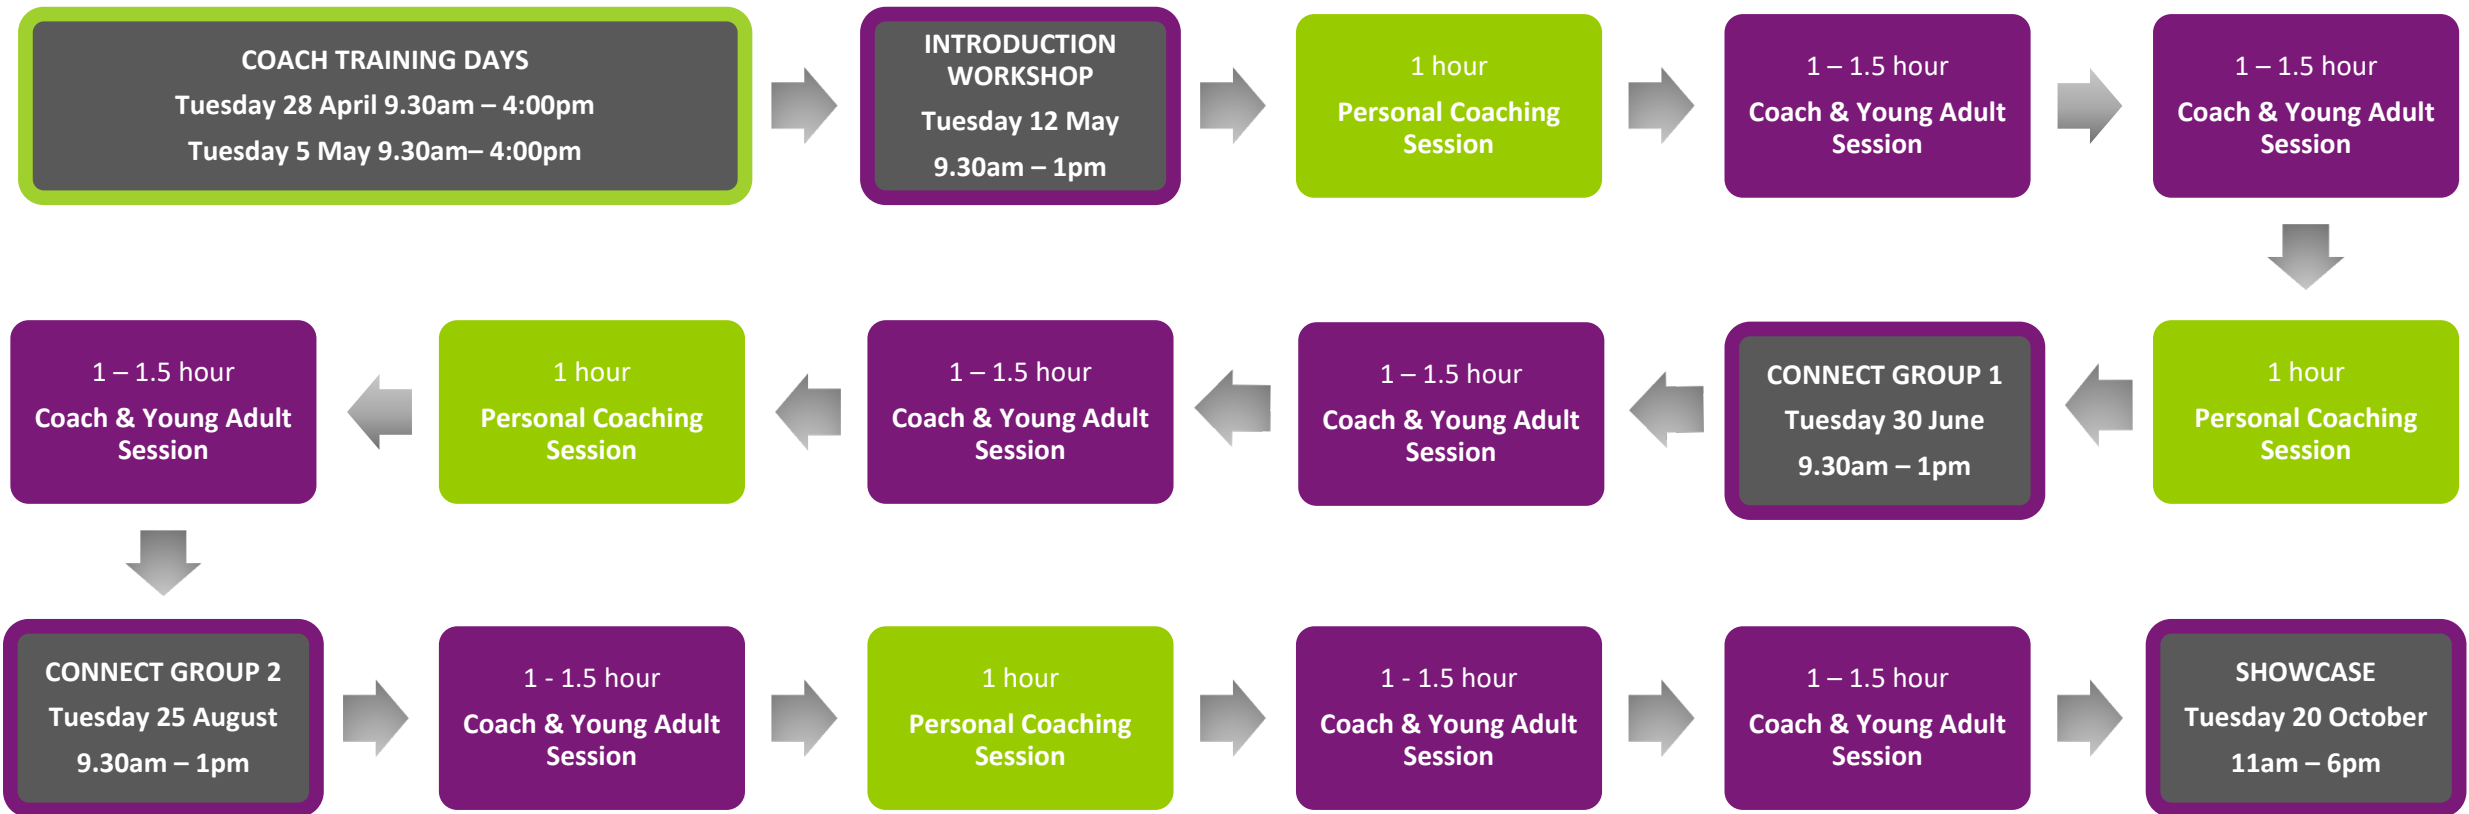 COACH TRAINING DAYS
Tuesday 28 April 9.30am – 4:00pm
Tuesday 5 May 9.30am– 4:00pm
INTRODUCTION
WORKSHOP
Tuesday 12 May
9.30am – 1pm
1 hour
Personal Coaching
Session
1 – 1.5 hour
Coach & Young Adult
Session
1 – 1.5 hour
Coach & Young Adult
Session
1 hour
Personal Coaching
Session
CONNECT GROUP 1
Tuesday 30 June
9.30am – 1pm
1 – 1.5 hour
Coach & Young Adult
Session
1 – 1.5 hour
Coach & Young Adult
Session
1 hour
Personal Coaching
Session
1 – 1.5 hour
Coach & Young Adult
Session
CONNECT GROUP 2
Tuesday 25 August
9.30am – 1pm
1 - 1.5 hour
Coach & Young Adult
Session
1 hour
Personal Coaching
Session
1 - 1.5 hour
Coach & Young Adult
Session
1 – 1.5 hour
Coach & Young Adult
Session
SHOWCASE
Tuesday 20 October
11am – 6pm